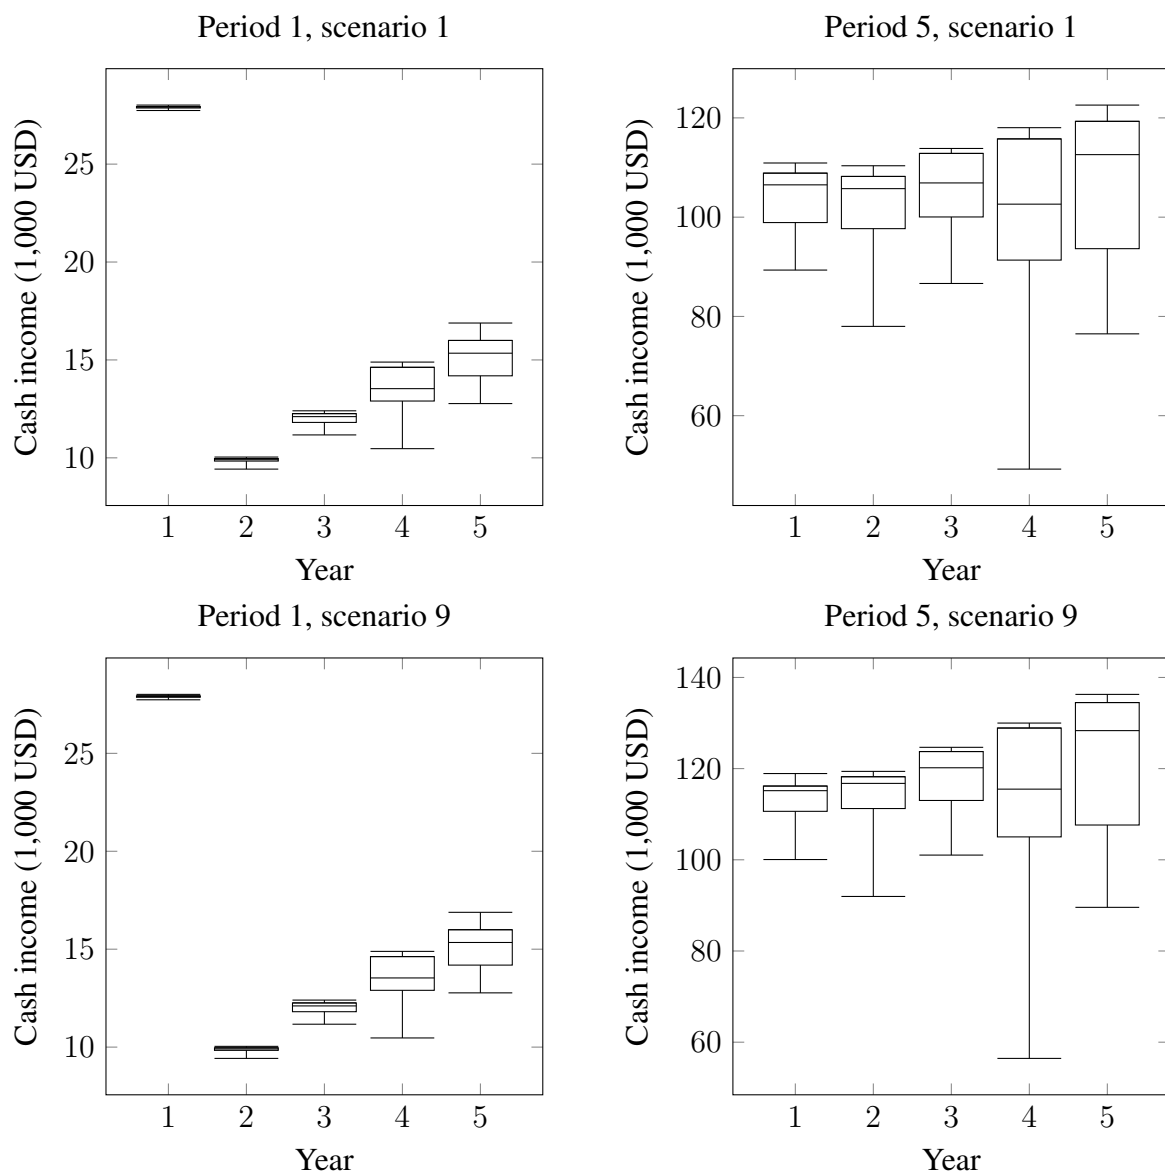 Period 1, scenario 1
Cash income (1,000 USD)
25
20
15
10
1 2 3 4 5
Year
Period 5, scenario 1
Cash income (1,000 USD)
120
100
80
60
1 2 3 4 5
Year
Period 1, scenario 9
Cash income (1,000 USD)
25
20
15
10
1 2 3 4 5
Year
Period 5, scenario 9
Cash income (1,000 USD)
140
120
100
80
60
1 2 3 4 5
Year